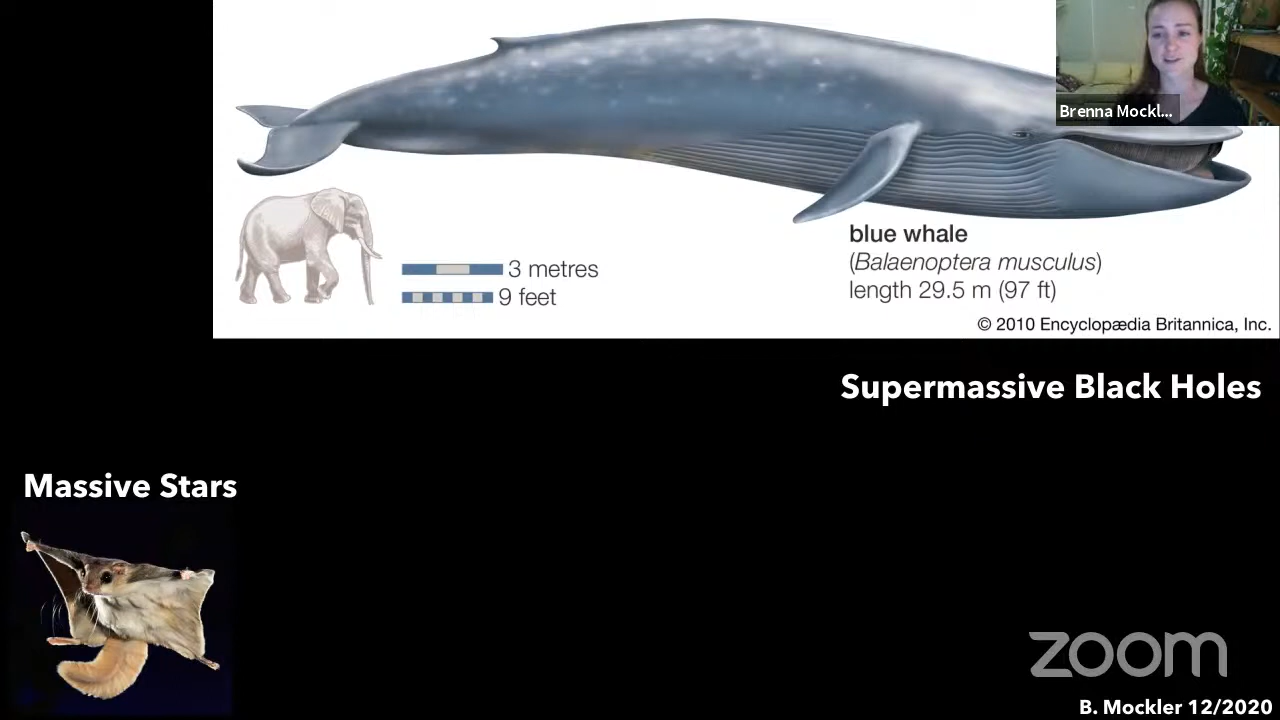 Brenna Mockl...
3 metres
9 feet
blue whale
(Balaenoptera musculus)
length 29.5 m (97 ft)
© 2010 Encyclopædia Britannica, Inc.
Supermassive Black Holes
Massive Stars
zoom
B. Mockler 12/2020